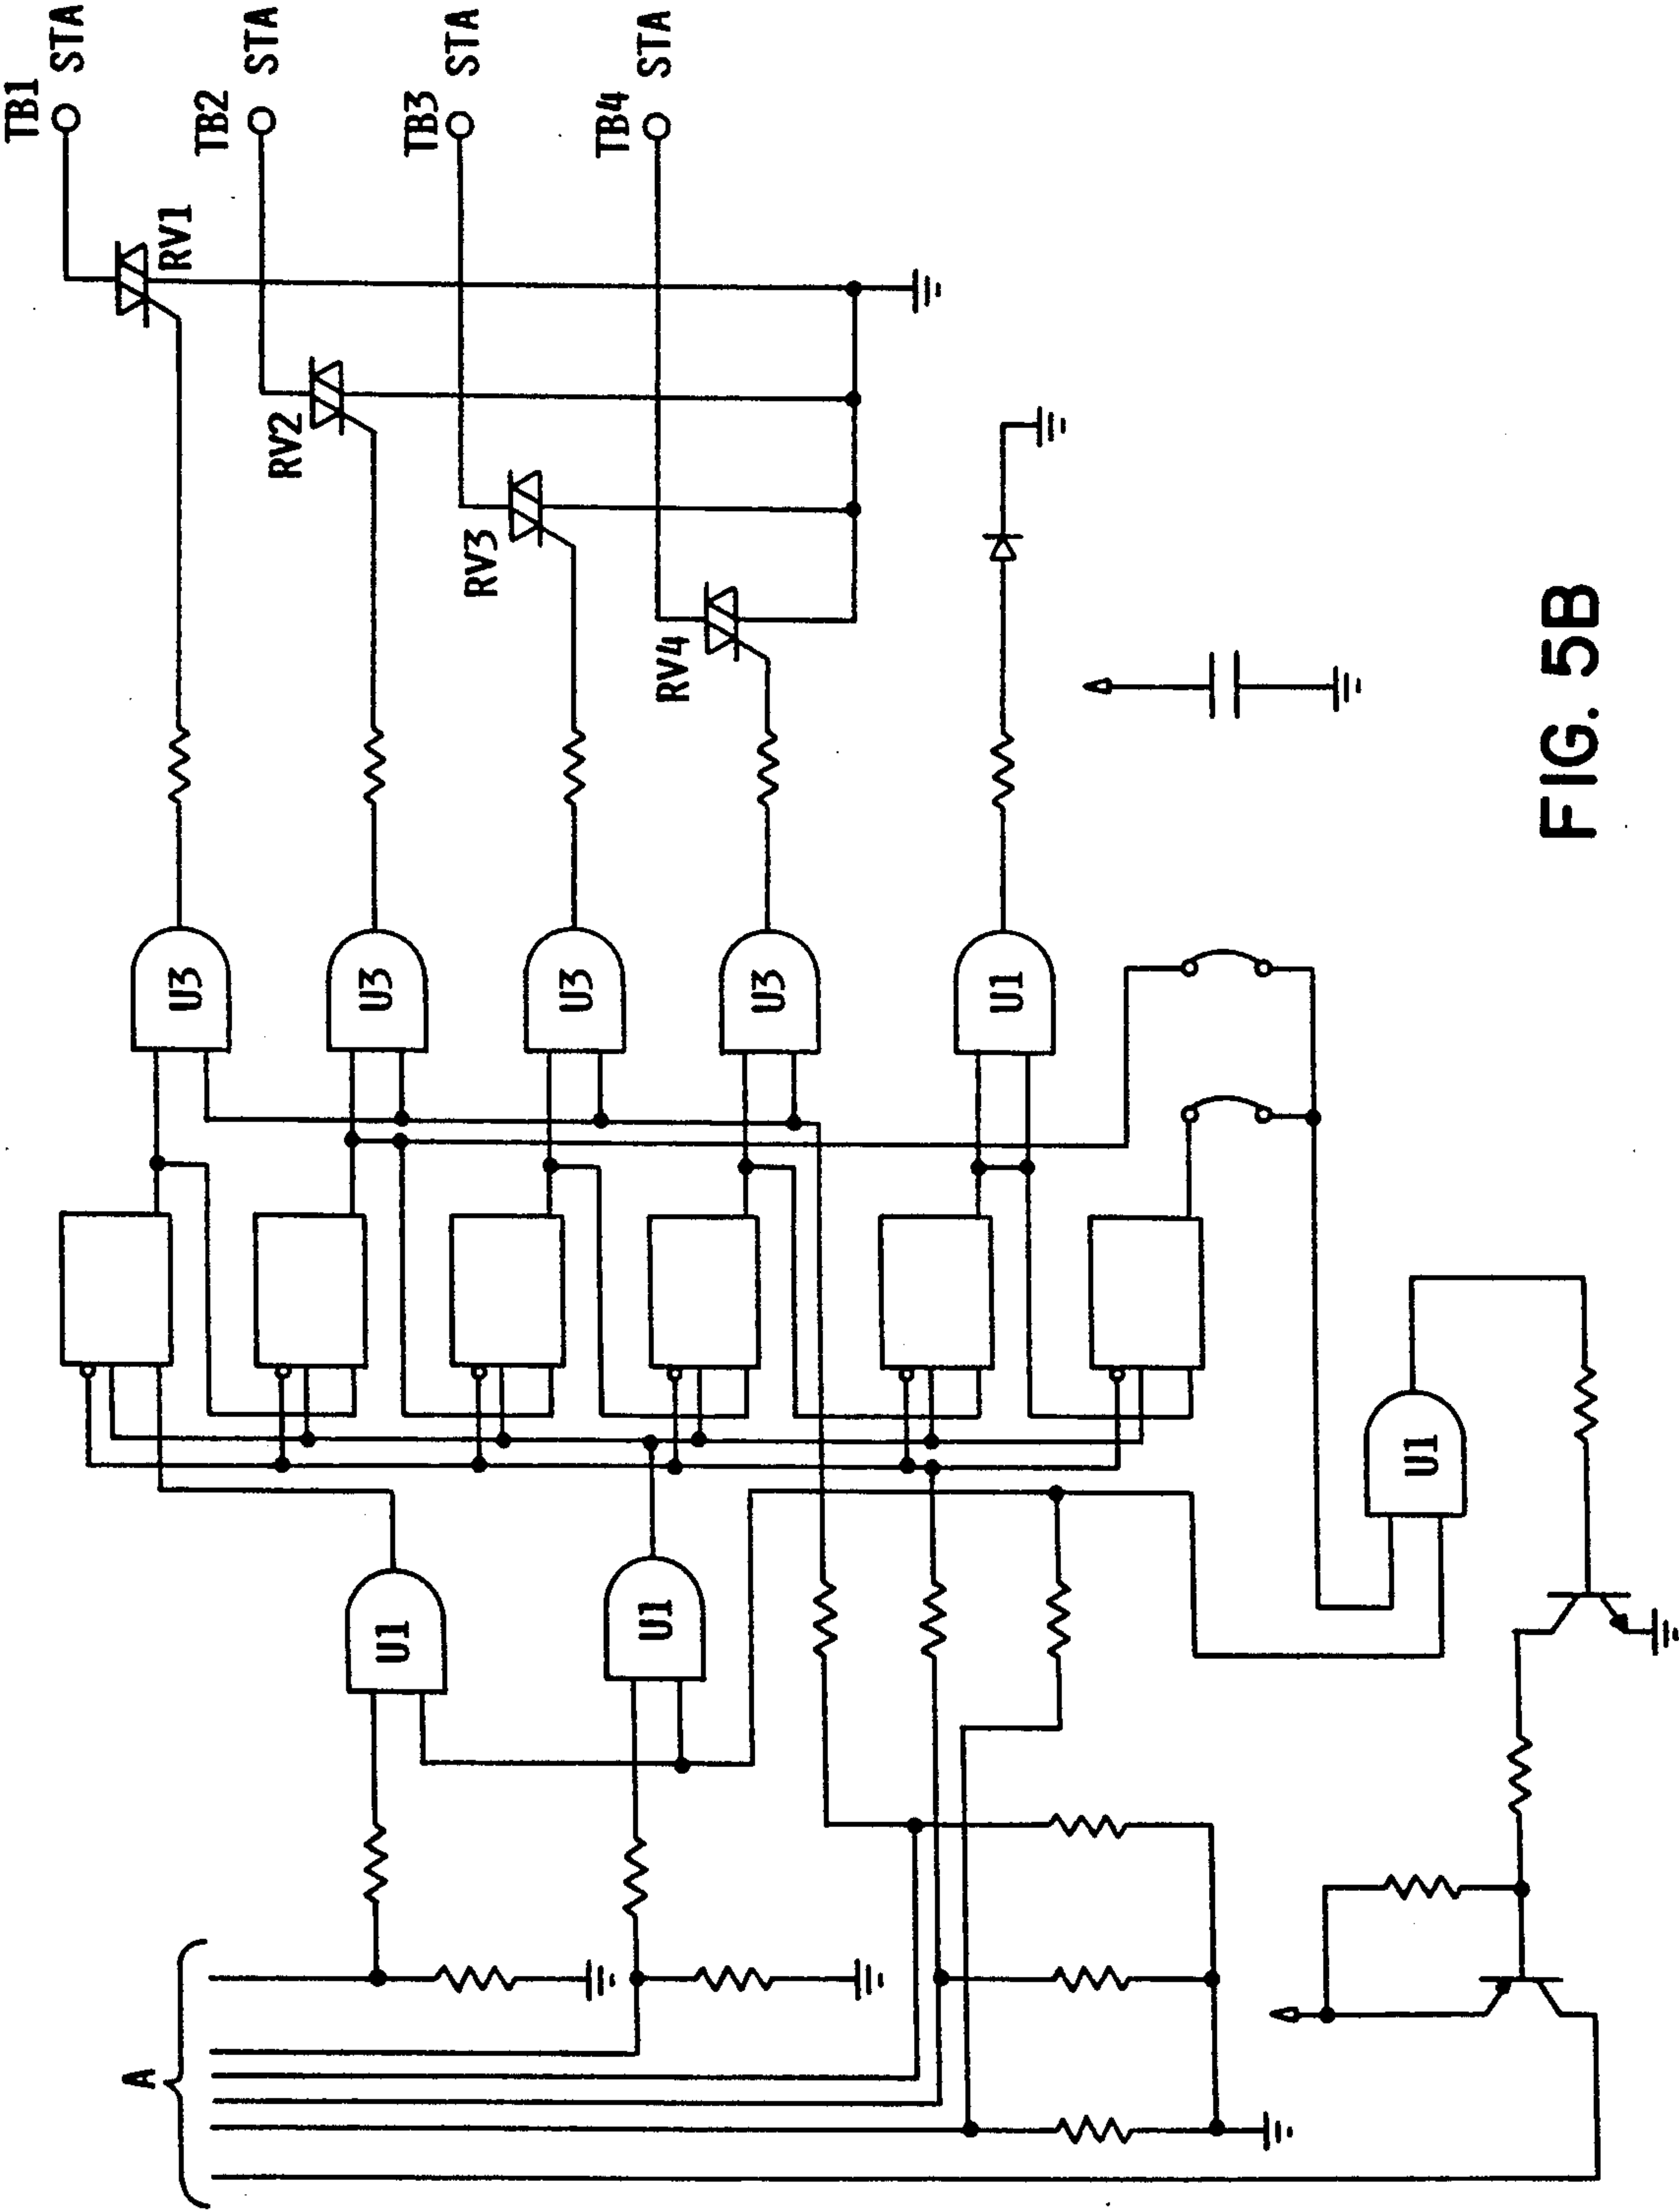 TB1 STA
RV1
TB2 STA
RV2
TB3 STA
RV3
TB4 STA
RV4
U3
U3
U3
U3
U1
U1
U1
U1
A
FIG. 5B